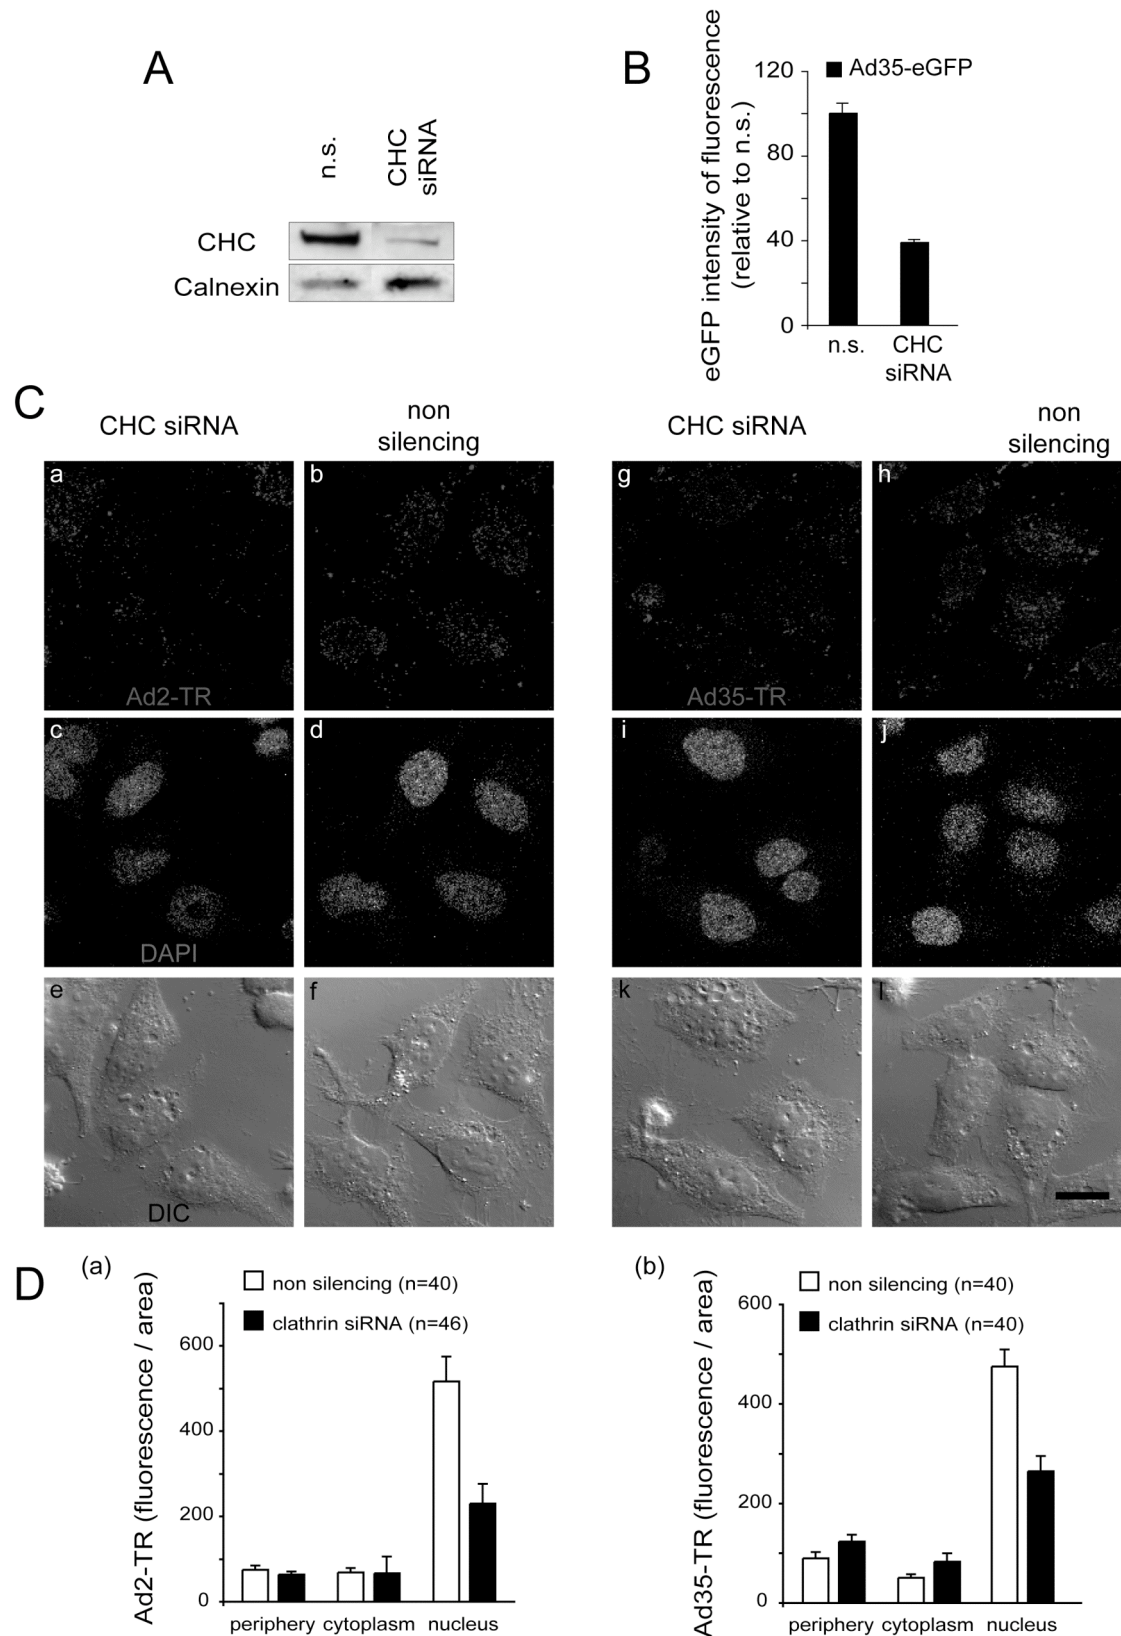 A
n.s.
CHC
siRNA
CHC
Calnexin
B
eGFP intensity of fluorescence
(relative to n.s.)
Ad35-eGFP
120
80
40
0
n.s.
CHC
siRNA
C
CHC siRNA
non
silencing
CHC siRNA
non
silencing
a
b
g
h
Ad2-TR
Ad35-TR
c
d
i
j
DAPI
e
f
k
l
DIC
D
(a)
Ad2-TR (fluorescence / area)
non silencing (n=40)
clathrin siRNA (n=46)
600
400
200
0
periphery cytoplasm nucleus
(b)
Ad35-TR (fluorescence / area)
non silencing (n=40)
clathrin siRNA (n=40)
600
400
200
0
periphery cytoplasm nucleus